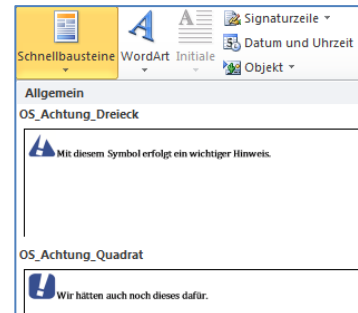 Signaturzeile
Schnellbausteine WordArt Initiale Datum und Uhrzeit
Objekt
Allgemein
OS_Achtung_Dreieck
Mit diesem Symbol erfolgt ein wichtiger Hinweis.
OS_Achtung_Quadrat
Wir hätten auch noch dieses dafür.